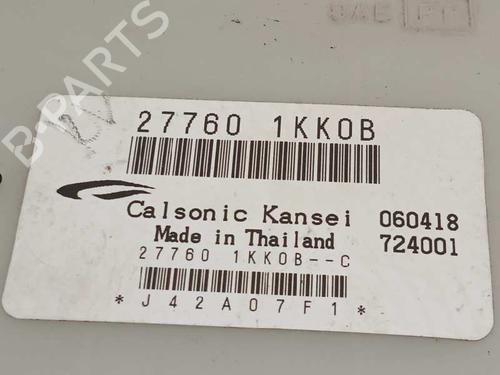 B-PARTS
27760 1KK0B
Calsonic Kansei 060418
Made in Thailand 724001
27760 1KK0B--C
*J42A07F1*